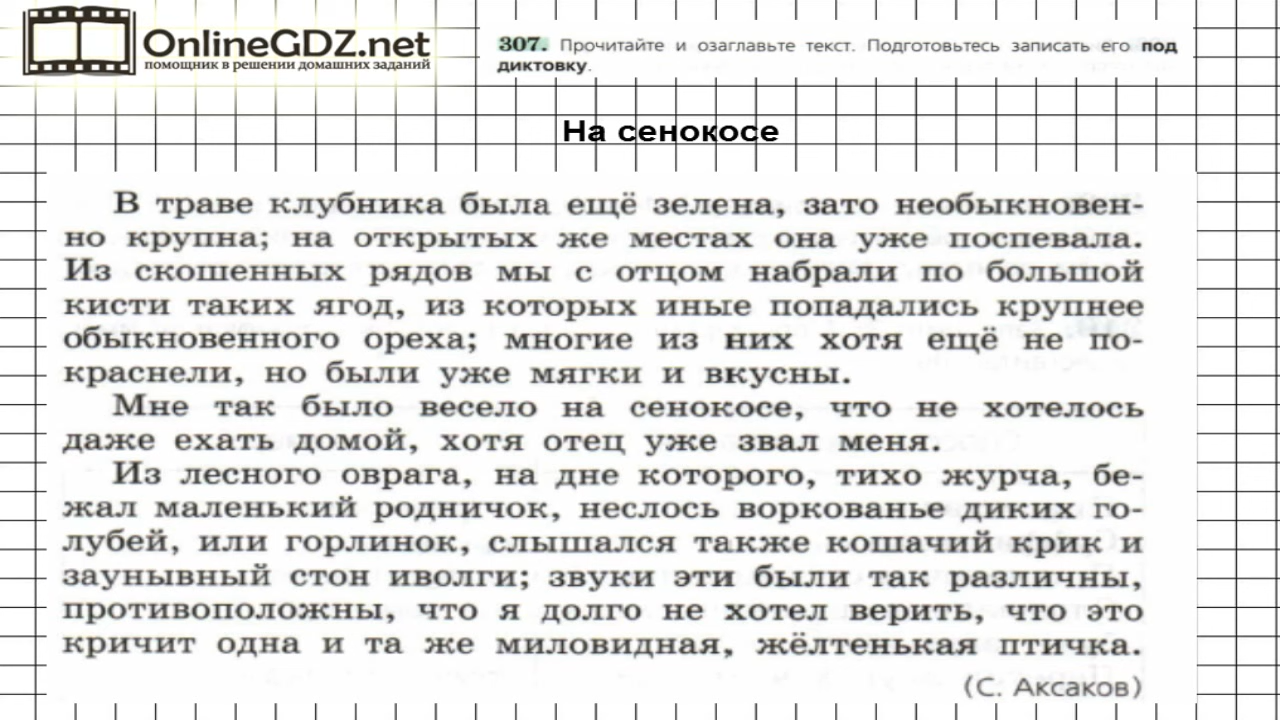 OnlineGDZ.net
помощник в решении домашних заданий
307. Прочитайте и озаглавьте текст. Подготовьтесь записать его под
диктовку.
На сенокосе
В траве клубника была ещё зелена, зато необыкновен-
но крупна; на открытых же местах она уже поспевала.
Из скошенных рядов мы с отцом набрали по большой
кисти таких ягод, из которых иные попадались крупнее
обыкновенного ореха; многие из них хотя ещё не по-
краснели, но были уже мягки и вкусны.
Мне так было весело на сенокосе, что не хотелось
даже ехать домой, хотя отец уже звал меня.
Из лесного оврага, на дне которого, тихо журча, бе-
жал маленький родничок, неслось воркованье диких го-
лубей, или горлинок, слышался также кошачий крик и
заунывный стон иволги; звуки эти были так различны,
противоположны, что я долго не хотел верить, что это
кричит одна и та же миловидная, жёлтенькая птичка.
(С. Аксаков)